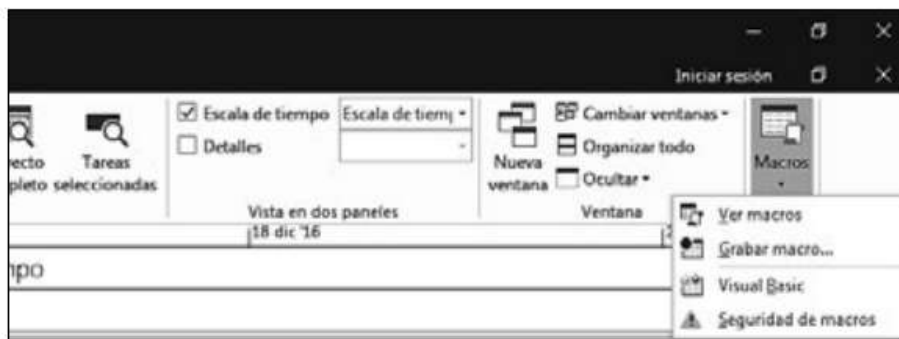 Iniciar sesión
Escala de tiempo
Escala de tiem
Detalles
ecto
pleto
Tareas
seleccionadas
Vista en dos paneles
Nueva
ventana
Cambiar ventanas
Organizar todo
Ocultar
Ventana
Macros
Ver macros
Grabar macro...
Visual Basic
Seguridad de macros
18 dic '16
npo